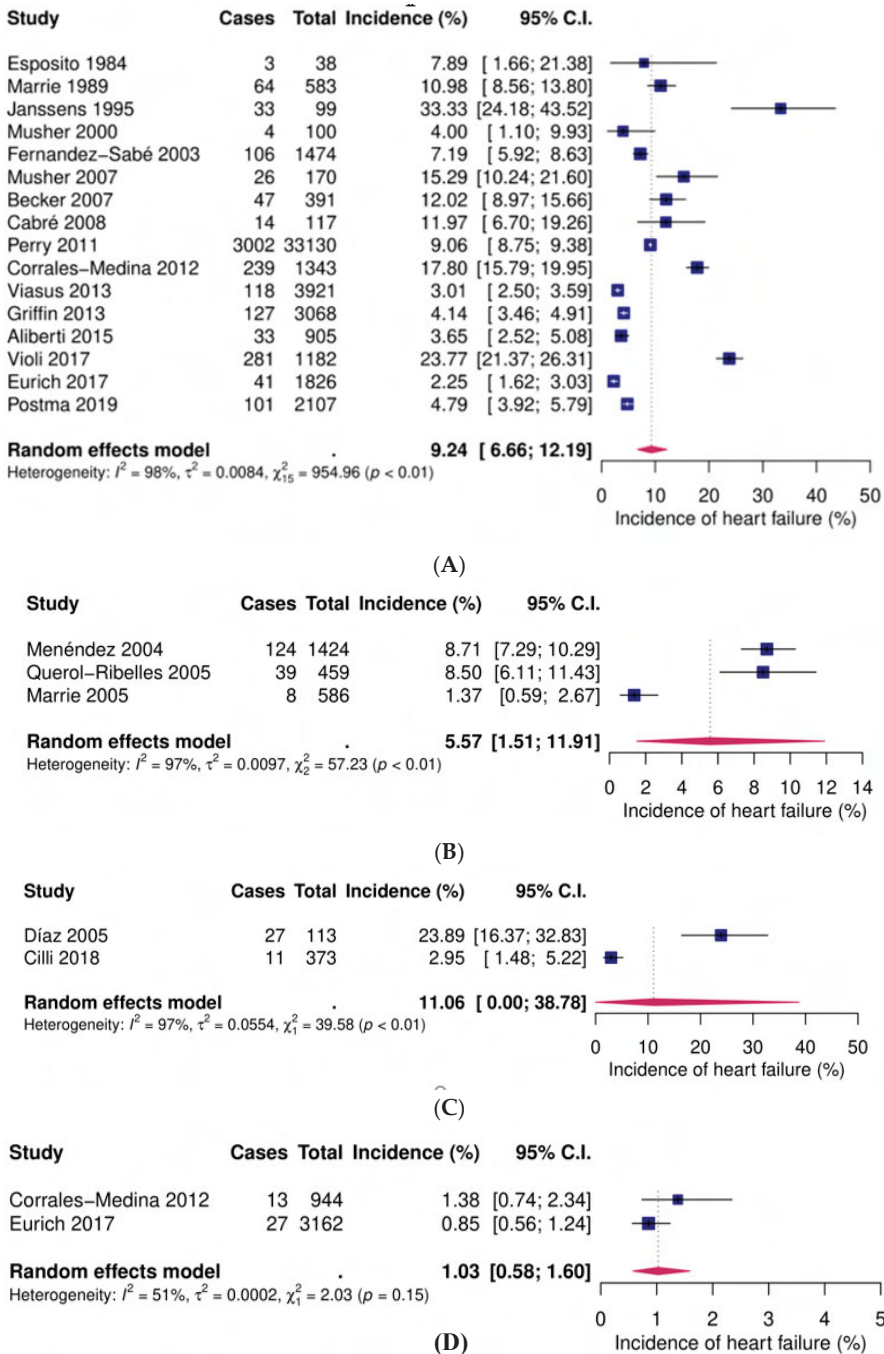 Study Cases Total Incidence (%) 95% C.I.
Esposito 1984 3 38 7.89 [ 1.66; 21.38]
Marrie 1989 64 583 10.98 [ 8.56; 13.80]
Janssens 1995 33 99 33.33 [24.18; 43.52]
Musher 2000 4 100 4.00 [ 1.10; 9.93]
Fernandez−Sabé 2003 106 1474 7.19 [ 5.92; 8.63]
Musher 2007 26 170 15.29 [10.24; 21.60]
Becker 2007 47 391 12.02 [ 8.97; 15.66]
Cabré 2008 14 117 11.97 [ 6.70; 19.26]
Perry 2011 3002 33130 9.06 [ 8.75; 9.38]
Corrales−Medina 2012 239 1343 17.80 [15.79; 19.95]
Viasus 2013 118 3921 3.01 [ 2.50; 3.59]
Griffin 2013 127 3068 4.14 [ 3.46; 4.91]
Aliberti 2015 33 905 3.65 [ 2.52; 5.08]
Violi 2017 281 1182 23.77 [21.37; 26.31]
Eurich 2017 41 1826 2.25 [ 1.62; 3.03]
Postma 2019 101 2107 4.79 [ 3.92; 5.79]
Random effects model . 9.24 [ 6.66; 12.19]
Heterogeneity: I² = 98%, τ² = 0.0084, χ²₁₅ = 954.96 (p < 0.01)
0 10 20 30 40 50
Incidence of heart failure (%)
(A)
Study Cases Total Incidence (%) 95% C.I.
Menéndez 2004 124 1424 8.71 [7.29; 10.29]
Querol−Ribelles 2005 39 459 8.50 [6.11; 11.43]
Marrie 2005 8 586 1.37 [0.59; 2.67]
Random effects model . 5.57 [1.51; 11.91]
Heterogeneity: I² = 97%, τ² = 0.0097, χ²₂ = 57.23 (p < 0.01)
0 2 4 6 8 10 12 14
Incidence of heart failure (%)
(B)
Study Cases Total Incidence (%) 95% C.I.
Díaz 2005 27 113 23.89 [16.37; 32.83]
Cilli 2018 11 373 2.95 [ 1.48; 5.22]
Random effects model . 11.06 [ 0.00; 38.78]
Heterogeneity: I² = 97%, τ² = 0.0554, χ²₁ = 39.58 (p < 0.01)
0 10 20 30 40 50
Incidence of heart failure (%)
(C)
Study Cases Total Incidence (%) 95% C.I.
Corrales−Medina 2012 13 944 1.38 [0.74; 2.34]
Eurich 2017 27 3162 0.85 [0.56; 1.24]
Random effects model . 1.03 [0.58; 1.60]
Heterogeneity: I² = 51%, τ² = 0.0002, χ²₁ = 2.03 (p = 0.15)
0 1 2 3 4 5
Incidence of heart failure (%)
(D)